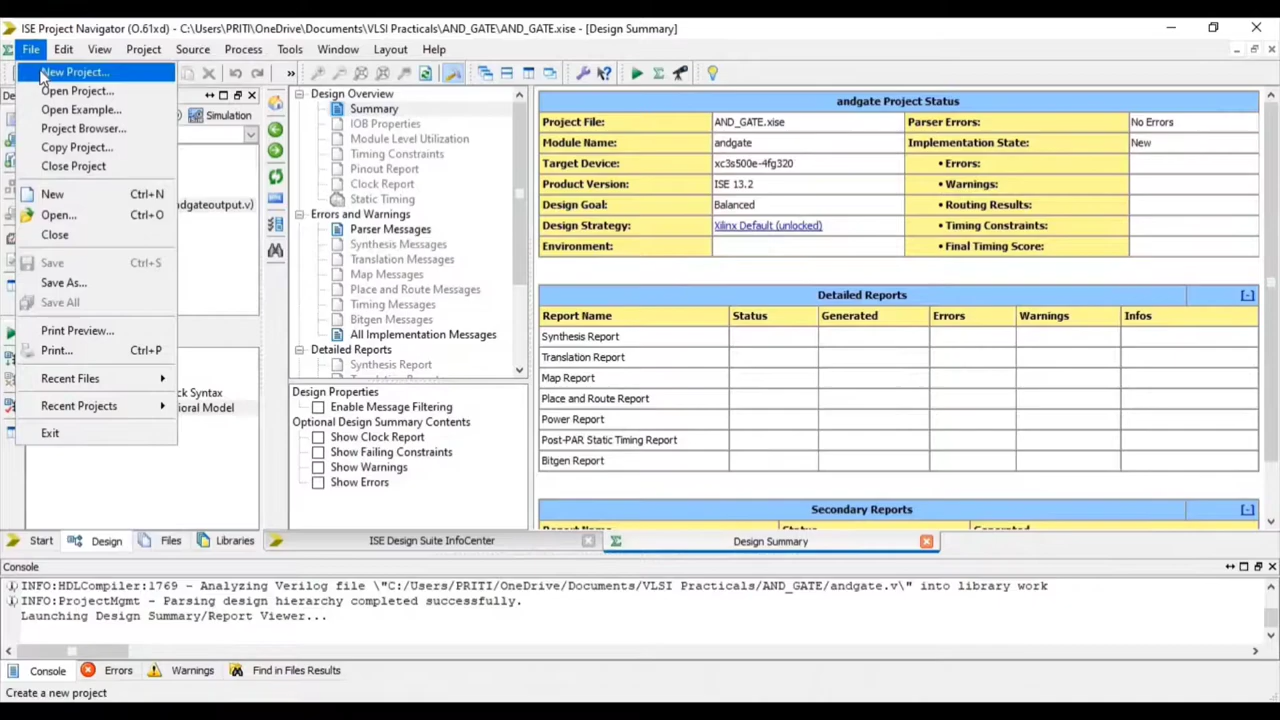 ISE Project Navigator (O.61xd) - C:\Users\PRITI\OneDrive\Documents\VLSI Practicals\AND_GATE\AND_GATE.xise - [Design Summary]
File Edit View Project Source Process Tools Window Layout Help
New Project...
Open Project...
Open Example...
Project Browser...
Copy Project...
Close Project
New Ctrl+N
Open... Ctrl+O
Close
Save Ctrl+S
Save As...
Save All
Print Preview...
Print... Ctrl+P
Recent Files
Recent Projects
Exit
Simulation
ndgateoutput.v)
ck Syntax
ioral Model
Design Overview
Summary
IOB Properties
Module Level Utilization
Timing Constraints
Pinout Report
Clock Report
Static Timing
Errors and Warnings
Parser Messages
Synthesis Messages
Translation Messages
Map Messages
Place and Route Messages
Timing Messages
Bitgen Messages
All Implementation Messages
Detailed Reports
Synthesis Report
Design Properties
Enable Message Filtering
Optional Design Summary Contents
Show Clock Report
Show Failing Constraints
Show Warnings
Show Errors
andgate Project Status
Project File: AND_GATE.xise Parser Errors: No Errors
Module Name: andgate Implementation State: New
Target Device: xc3s500e-4fg320 • Errors:
Product Version: ISE 13.2 • Warnings:
Design Goal: Balanced • Routing Results:
Design Strategy: Xilinx Default (unlocked) • Timing Constraints:
Environment: • Final Timing Score:
Detailed Reports [-]
Report Name Status Generated Errors Warnings Infos
Synthesis Report
Translation Report
Map Report
Place and Route Report
Power Report
Post-PAR Static Timing Report
Bitgen Report
Secondary Reports [-]
Report Name Status Generated
Start Design Files Libraries ISE Design Suite InfoCenter Design Summary
Console
INFO:HDLCompiler:1769 - Analyzing Verilog file \"C:/Users/PRITI/OneDrive/Documents/VLSI Practicals/AND_GATE/andgate.v\" into library work
INFO:ProjectMgmt - Parsing design hierarchy completed successfully.
Launching Design Summary/Report Viewer...
Console Errors Warnings Find in Files Results
Create a new project